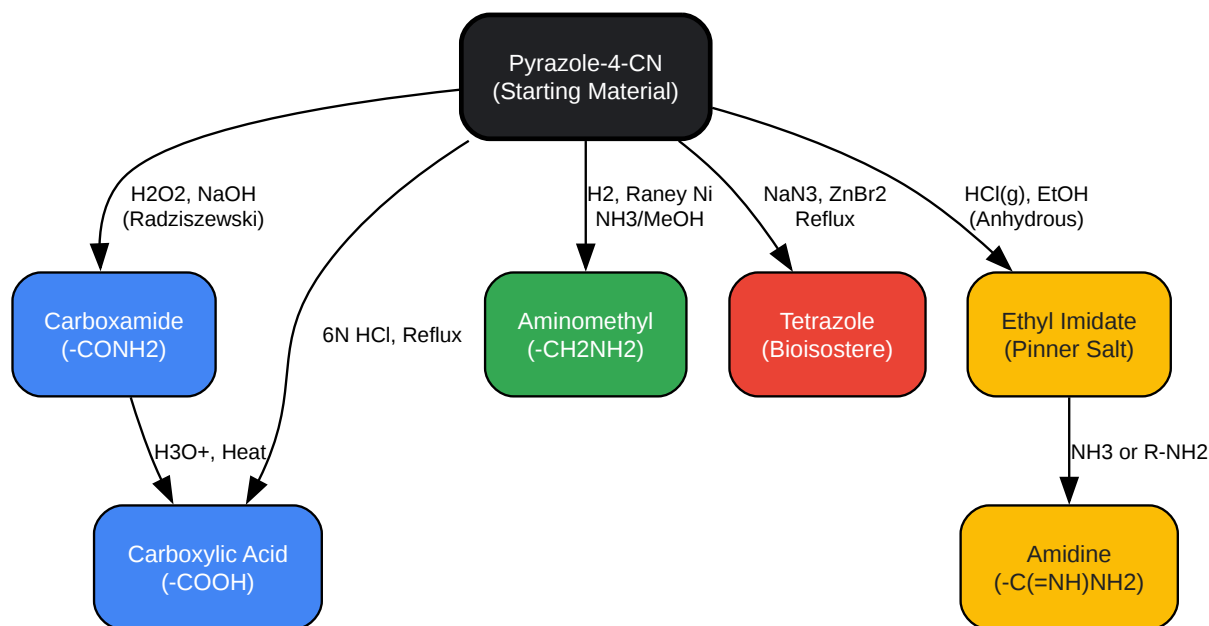 Pyrazole-4-CN
(Starting Material)
H2O2, NaOH
(Radziszewski)
H2, Raney Ni
NH3/MeOH
NaN3, ZnBr2
Reflux
HCl(g), EtOH
(Anhydrous)
Carboxamide
(-CONH2)
6N HCl, Reflux
Aminomethyl
(-CH2NH2)
Tetrazole
(Bioisostere)
Ethyl Imidate
(Pinner Salt)
H3O+, Heat
NH3 or R-NH2
Carboxylic Acid
(-COOH)
Amidine
(-C(=NH)NH2)